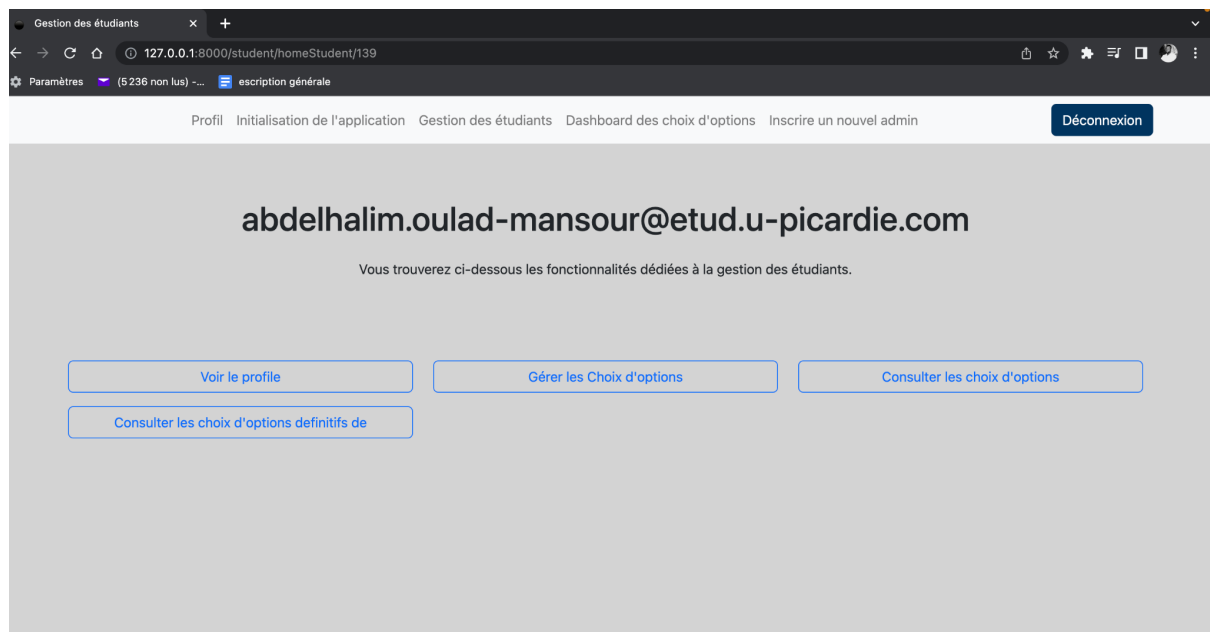 Gestion des étudiants
127.0.0.1:8000/student/homeStudent/139
Paramètres (5 236 non lus) -... escription générale
Profil Initialisation de l'application Gestion des étudiants Dashboard des choix d'options Inscrire un nouvel admin Déconnexion
abdelhalim.oulad-mansour@etud.u-picardie.com
Vous trouverez ci-dessous les fonctionnalités dédiées à la gestion des étudiants.
Voir le profile Gérer les Choix d'options Consulter les choix d'options
Consulter les choix d'options definitifs de